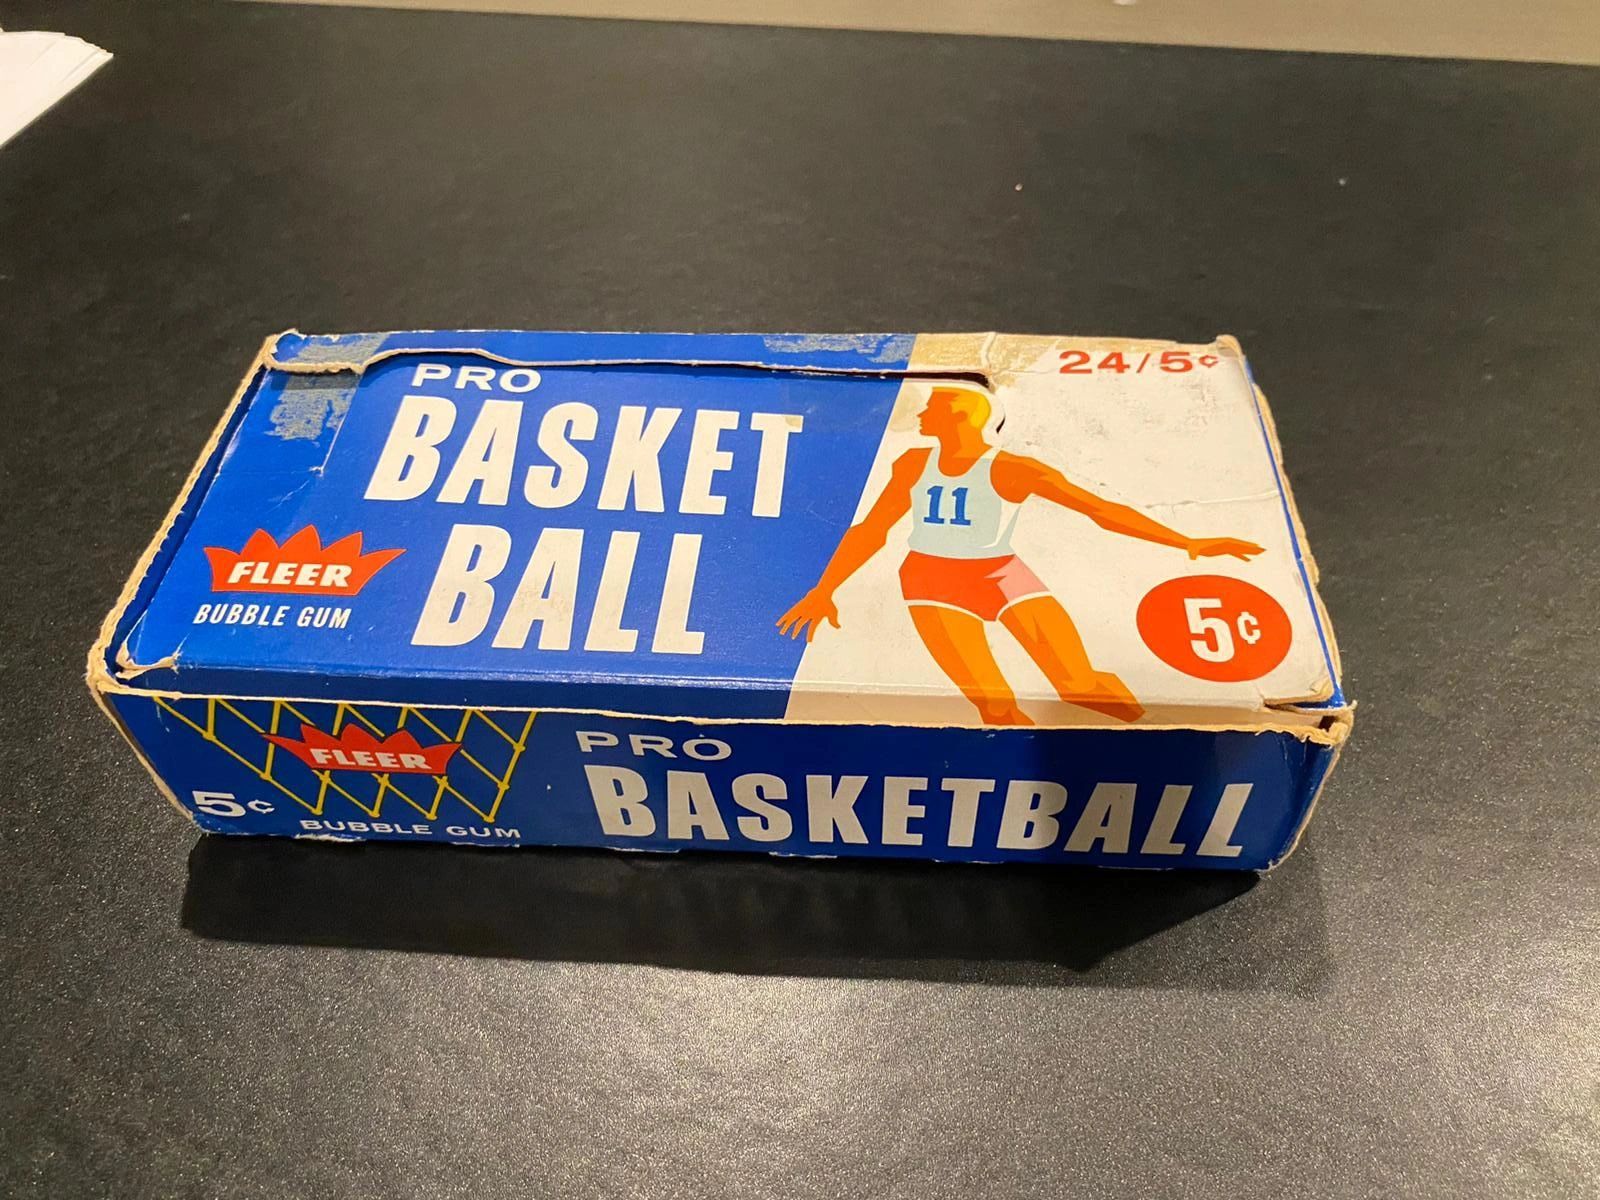 24/5¢
PRO
BASKET
BALL
11
FLEER
BUBBLE GUM
5¢
FLEER
5¢
BUBBLE GUM
PRO
BASKETBALL